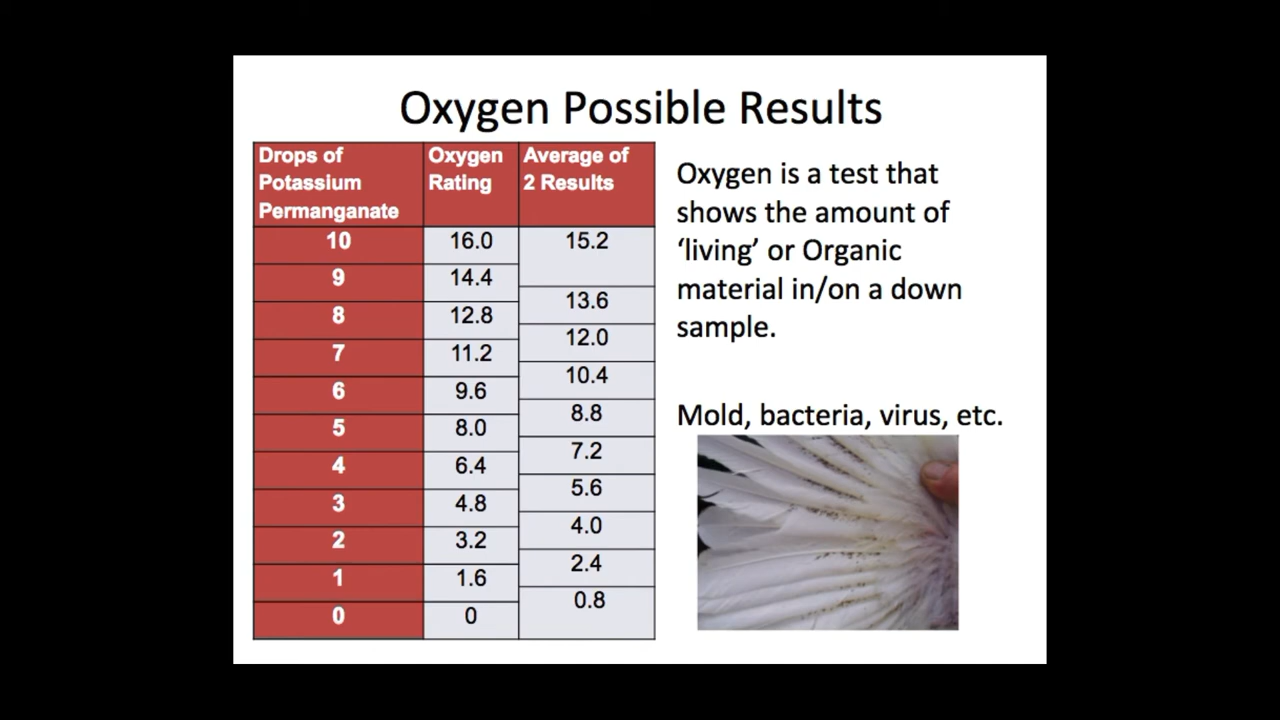 Oxygen Possible Results
Drops of Potassium Permanganate Oxygen Rating Average of 2 Results
10 16.0 15.2
9 14.4
13.6
8 12.8
12.0
7 11.2
10.4
6 9.6
8.8
5 8.0
7.2
4 6.4
5.6
3 4.8
4.0
2 3.2
2.4
1 1.6
0.8
0 0
Oxygen is a test that
shows the amount of
‘living’ or Organic
material in/on a down
sample.
Mold, bacteria, virus, etc.